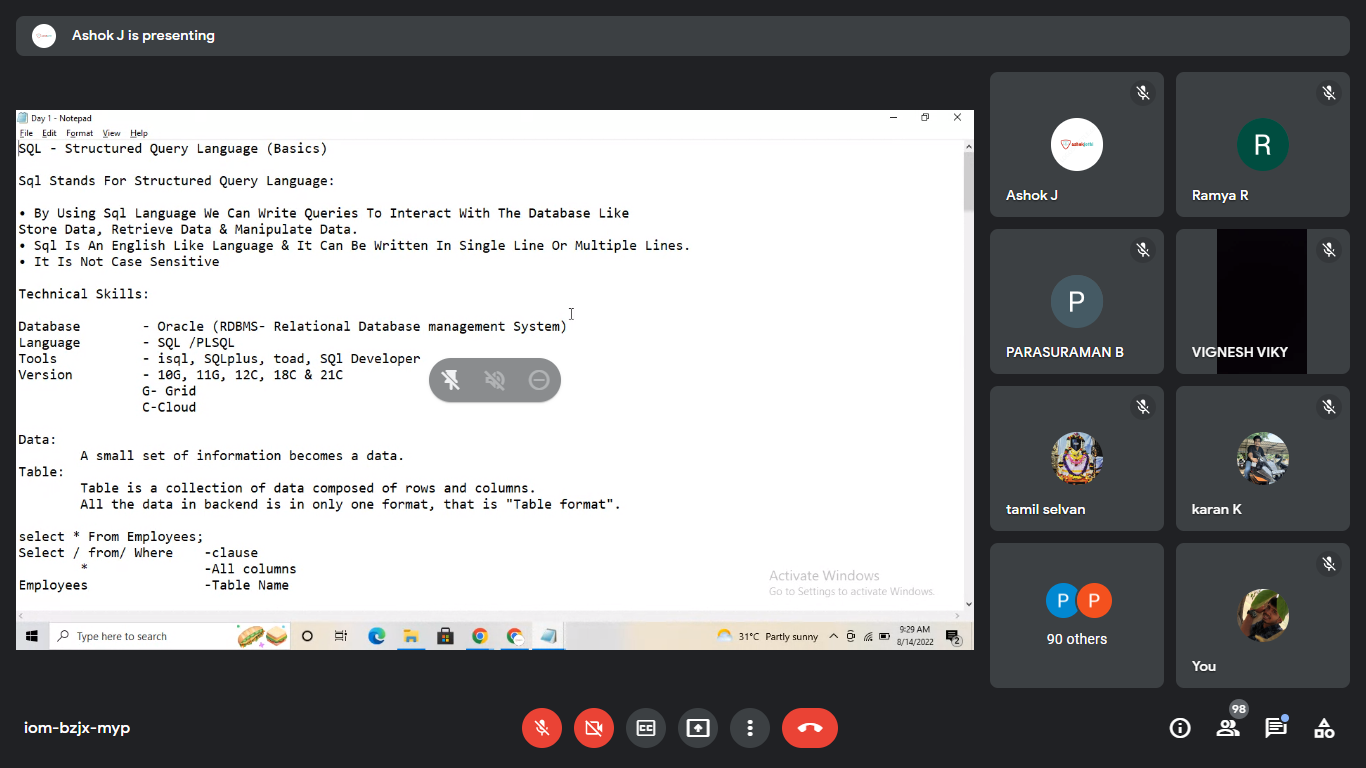 Ashok J is presenting
Day 1 - Notepad
File Edit Format View Help
SQL - Structured Query Language (Basics)
Sql Stands For Structured Query Language:
• By Using Sql Language We Can Write Queries To Interact With The Database Like
Store Data, Retrieve Data & Manipulate Data.
• Sql Is An English Like Language & It Can Be Written In Single Line Or Multiple Lines.
• It Is Not Case Sensitive
Technical Skills:
Database - Oracle (RDBMS- Relational Database management System)
Language - SQL /PLSQL
Tools - isql, SQLplus, toad, SQl Developer
Version - 10G, 11G, 12C, 18C & 21C
G- Grid
C-Cloud
Data:
A small set of information becomes a data.
Table:
Table is a collection of data composed of rows and columns.
All the data in backend is in only one format, that is "Table format".
select * From Employees;
Select / from/ Where -clause
* -All columns
Employees -Table Name
Activate Windows
Go to Settings to activate Windows.
Type here to search
31°C Partly sunny
9:29 AM
8/14/2022
2
Ashok J
R
Ramya R
P
PARASURAMAN B
VIGNESH VIKY
tamil selvan
karan K
P P
90 others
You
iom-bzjx-myp
CC
98